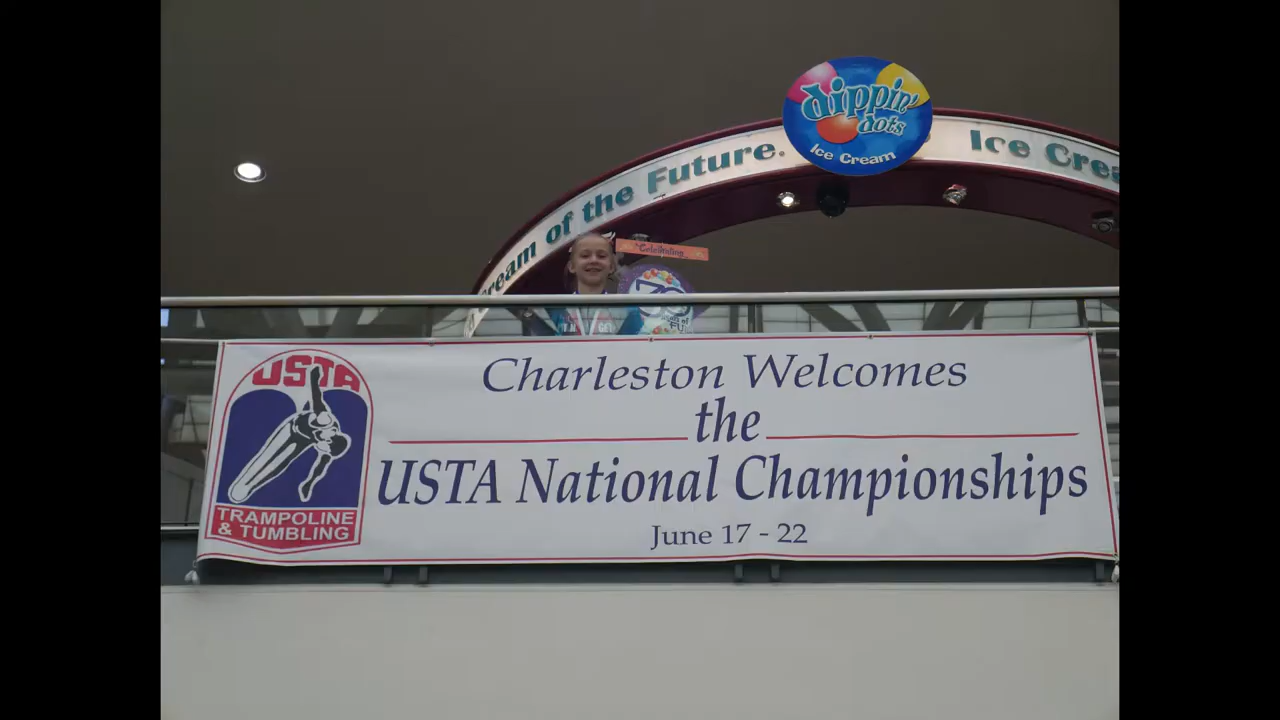 dippin'
dots
Ice Cream
ream of the Future.
Ice Crea
Celebrating
USTA
TRAMPOLINE
& TUMBLING
Charleston Welcomes
the
USTA National Championships
June 17 - 22